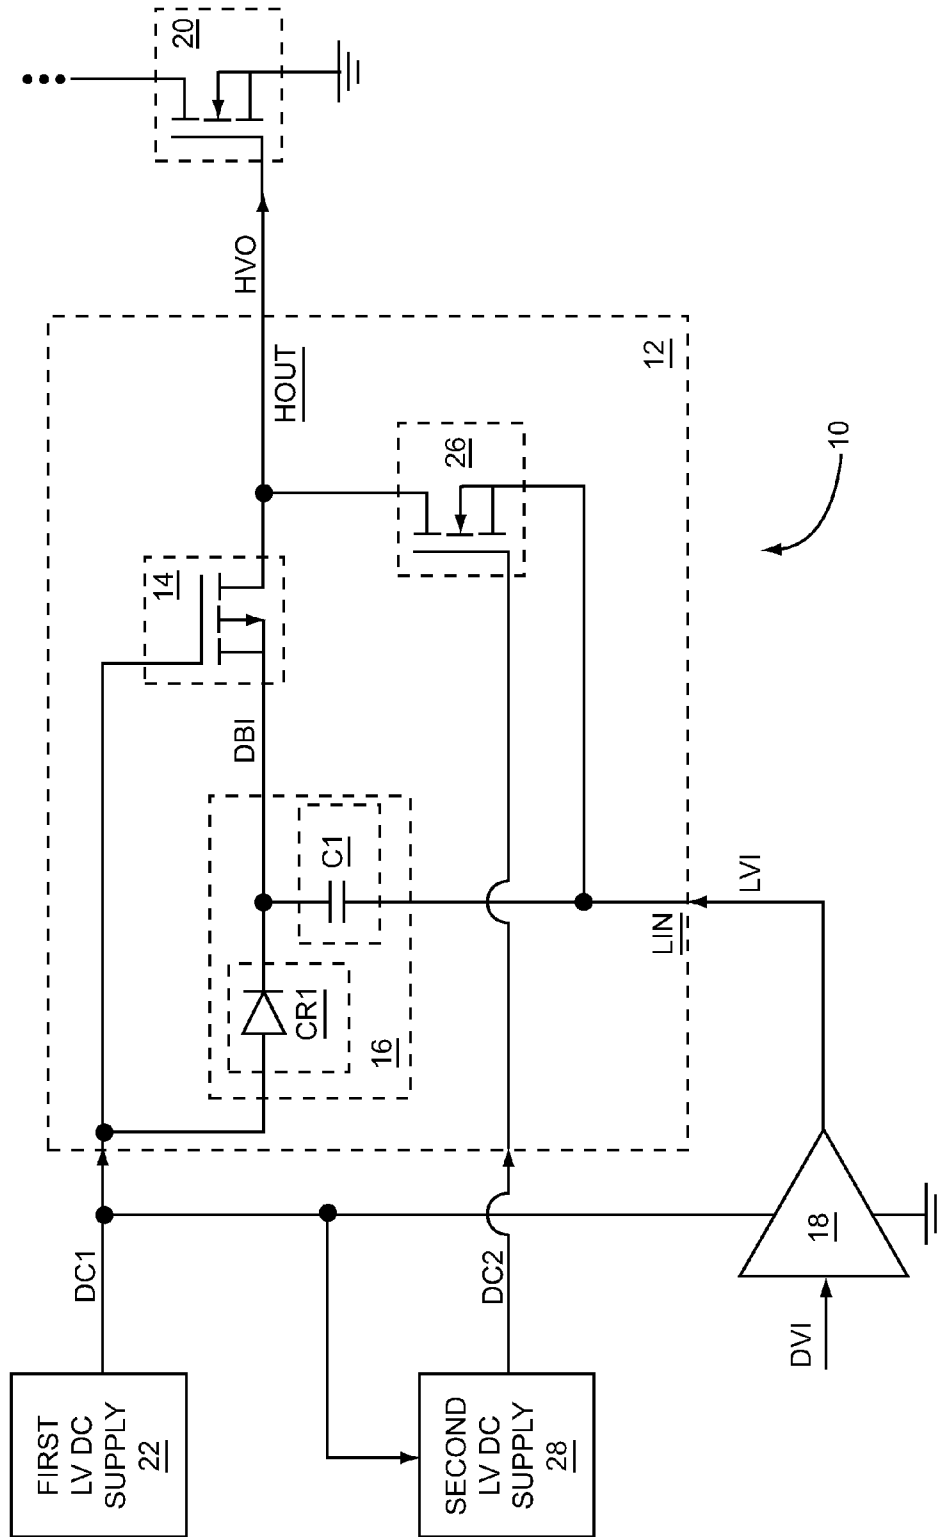 FIRST
LV DC
SUPPLY
22
DC1
SECOND
LV DC
SUPPLY
28
DC2
DVI
18
LVI
LIN
16
CR1
C1
DBI
14
26
HOUT
12
HVO
20
10